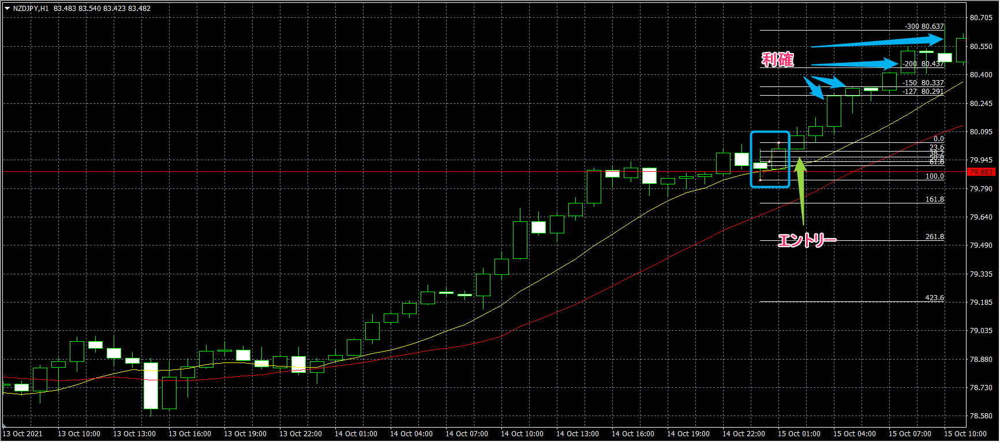 NZDJPY,H1 83.483 83.540 83.423 83.482
80.705
-300 80.637
80.550
利確
-200 80.437
80.400
-150 80.337
-127 80.291
80.245
80.095
0.0
23.6
38.2
79.945
61.8
79.883
100.0
79.790
161.8
79.640
261.8
エントリー
79.490
79.335
423.6
79.185
79.035
78.880
78.730
78.580
13 Oct 2021
13 Oct 10:00
13 Oct 13:00
13 Oct 16:00
13 Oct 19:00
13 Oct 22:00
14 Oct 01:00
14 Oct 04:00
14 Oct 07:00
14 Oct 10:00
14 Oct 13:00
14 Oct 16:00
14 Oct 19:00
14 Oct 22:00
15 Oct 01:00
15 Oct 04:00
15 Oct 07:00
15 Oct 10:00